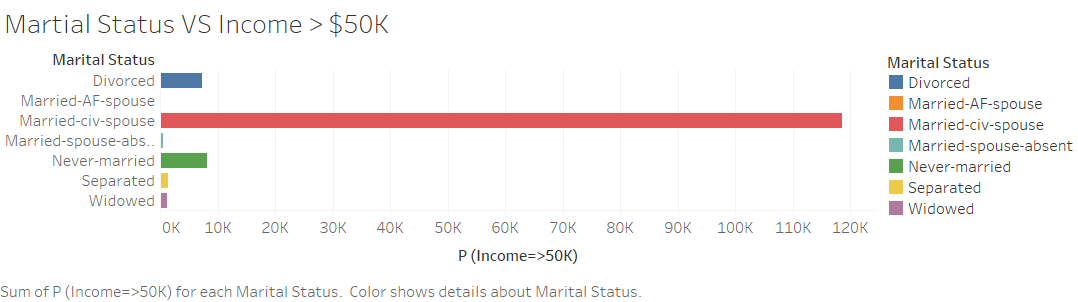 Martial Status VS Income > $50K
Marital Status
Divorced
Married-AF-spouse
Married-civ-spouse
Married-spouse-abs..
Never-married
Separated
Widowed
0K 10K 20K 30K 40K 50K 60K 70K 80K 90K 100K 110K 120K
P (Income=>50K)
Marital Status
Divorced
Married-AF-spouse
Married-civ-spouse
Married-spouse-absent
Never-married
Separated
Widowed
Sum of P (Income=>50K) for each Marital Status.  Color shows details about Marital Status.